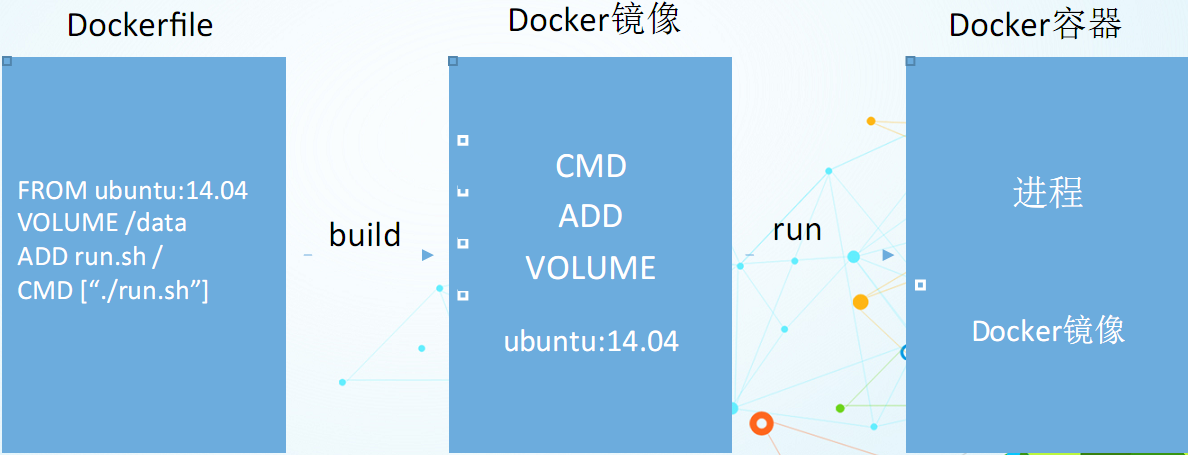 Dockerfile
FROM ubuntu:14.04
VOLUME /data
ADD run.sh /
CMD [“./run.sh”]
build
Docker镜像
CMD
ADD
VOLUME
ubuntu:14.04
run
Docker容器
进程
Docker镜像